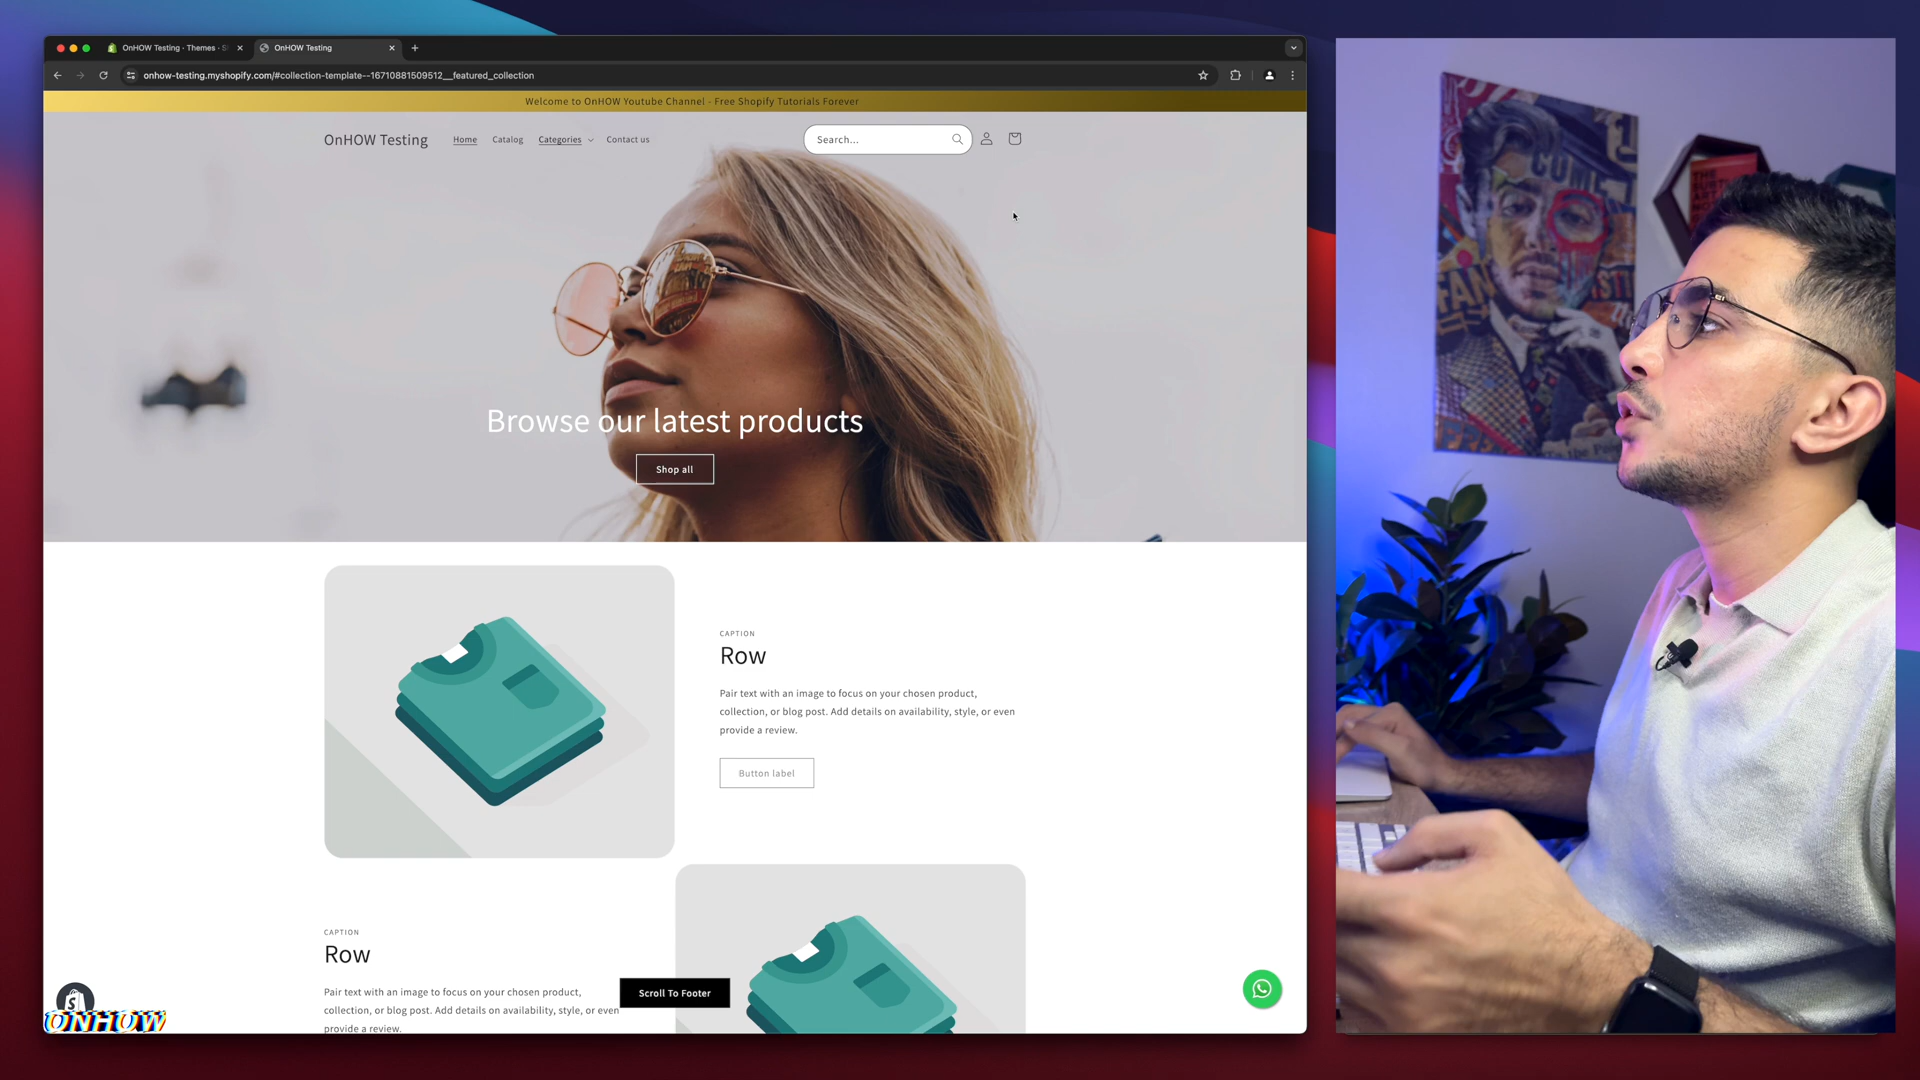 OnHOW Testing · Themes · S
OnHOW Testing
onhow-testing.myshopify.com/#collection-template--16710881509512__featured_collection
Welcome to OnHOW Youtube Channel - Free Shopify Tutorials Forever
OnHOW Testing
Home
Catalog
Categories
Contact us
Search...
Browse our latest products
Shop all
CAPTION
Row
Pair text with an image to focus on your chosen product,
collection, or blog post. Add details on availability, style, or even
provide a review.
Button label
CAPTION
Row
Pair text with an image to focus on your chosen product,
collection, or blog post. Add details on availability, style, or even
provide a review.
Scroll To Footer
ONHOW